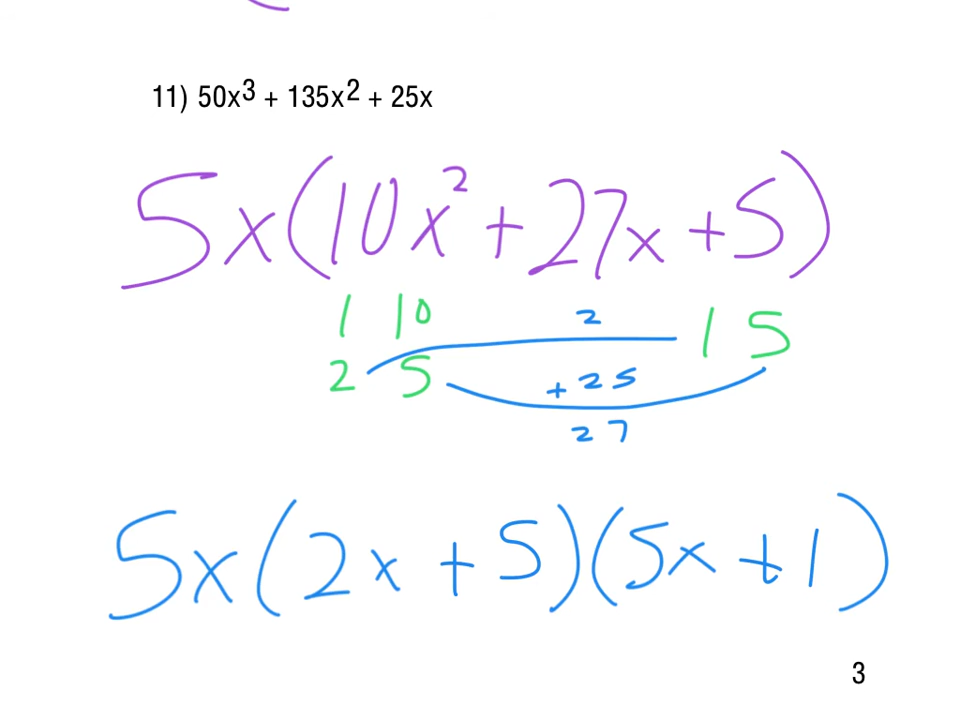 11) 50x³ + 135x² + 25x
5x(10x² + 27x + 5)
1 10 2 1 5
2 5 + 25
27
5x(2x + 5)(5x + 1)
3